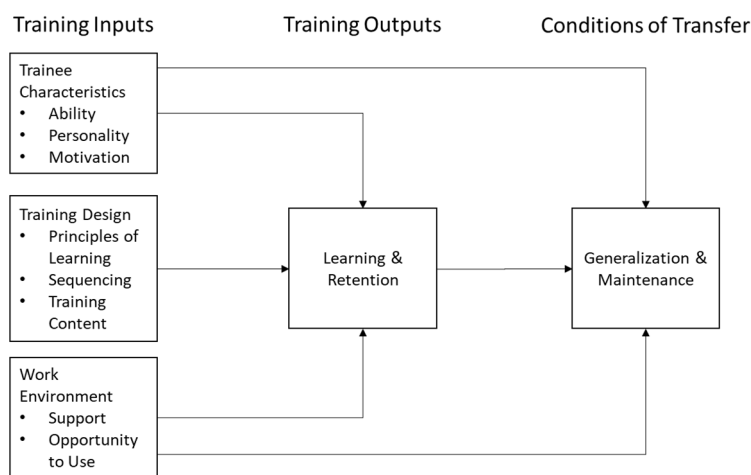 Training Inputs
Training Outputs
Conditions of Transfer
Trainee
Characteristics
• Ability
• Personality
• Motivation
Training Design
• Principles of
Learning
• Sequencing
• Training
Content
Work
Environment
• Support
• Opportunity
to Use
Learning &
Retention
Generalization &
Maintenance